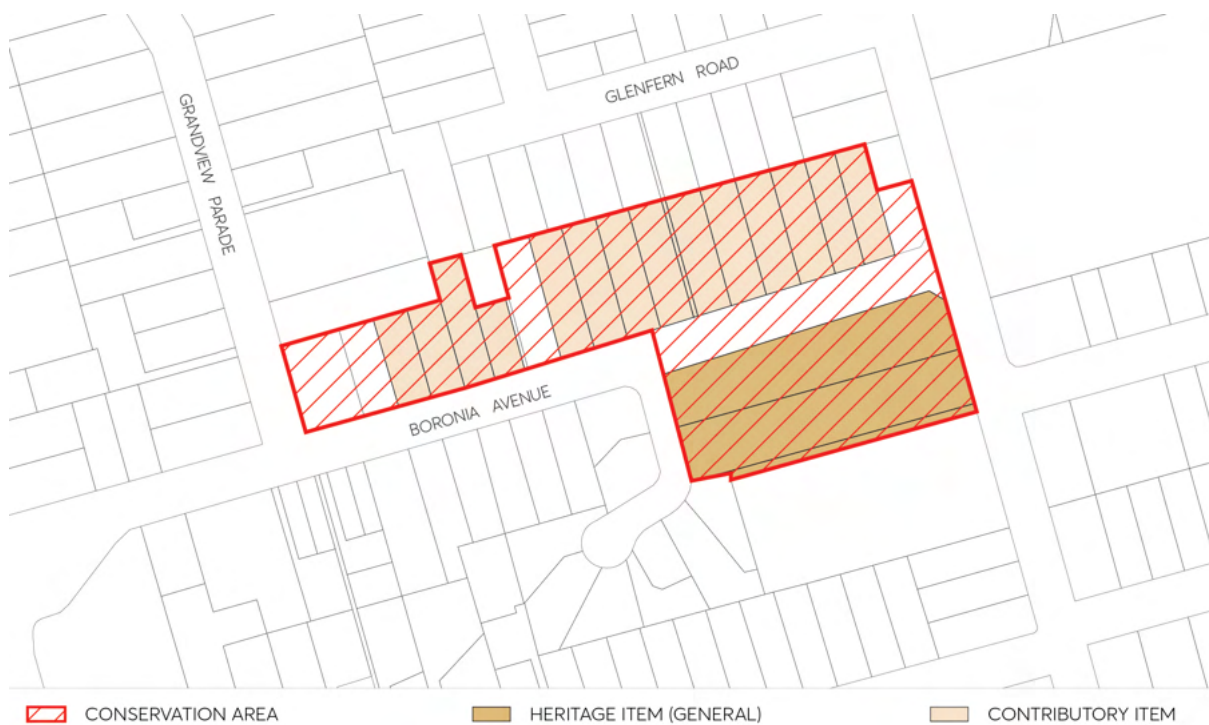 GLENFERN ROAD
GRANDVIEW PARADE
BORONIA AVENUE
CONSERVATION AREA
HERITAGE ITEM (GENERAL)
CONTRIBUTORY ITEM